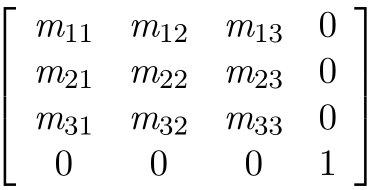 m₁₁ m₁₂ m₁₃ 0
m₂₁ m₂₂ m₂₃ 0
m₃₁ m₃₂ m₃₃ 0
0 0 0 1